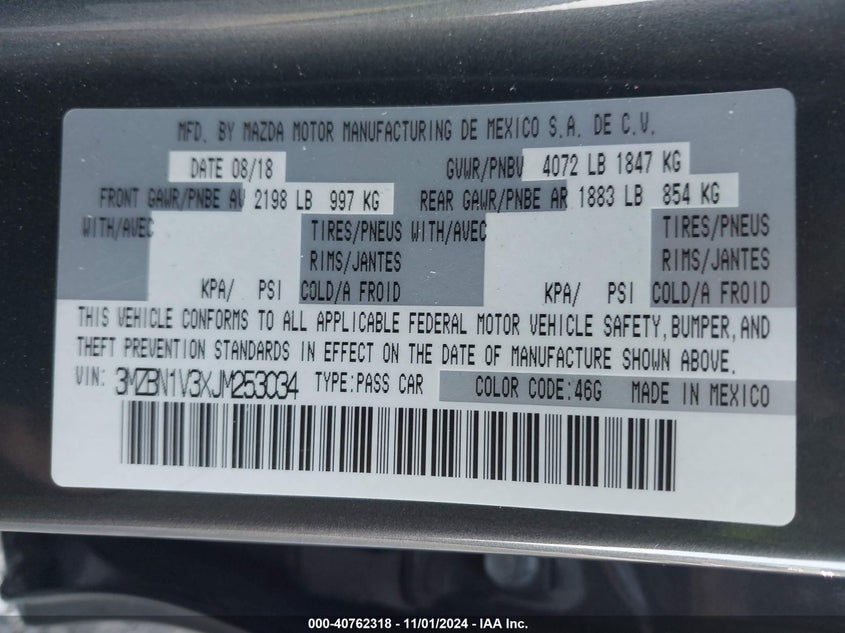 MFD. BY MAZDA MOTOR MANUFACTURING DE MEXICO S.A. DE C.V.
DATE 08/18 GVWR/PNBV 4072 LB 1847 KG
FRONT GAWR/PNBE AV 2198 LB 997 KG REAR GAWR/PNBE AR 1883 LB 854 KG
WITH/AVEC TIRES/PNEUS WITH/AVEC TIRES/PNEUS
RIMS/JANTES RIMS/JANTES
KPA/ PSI COLD/A FROID KPA/ PSI COLD/A FROID
THIS VEHICLE CONFORMS TO ALL APPLICABLE FEDERAL MOTOR VEHICLE SAFETY, BUMPER, AND
THEFT PREVENTION STANDARDS IN EFFECT ON THE DATE OF MANUFACTURE SHOWN ABOVE.
VIN: 3MZBN1V3XJM253034 TYPE:PASS CAR COLOR CODE:46G MADE IN MEXICO
000-40762318 - 11/01/2024 - IAA Inc.